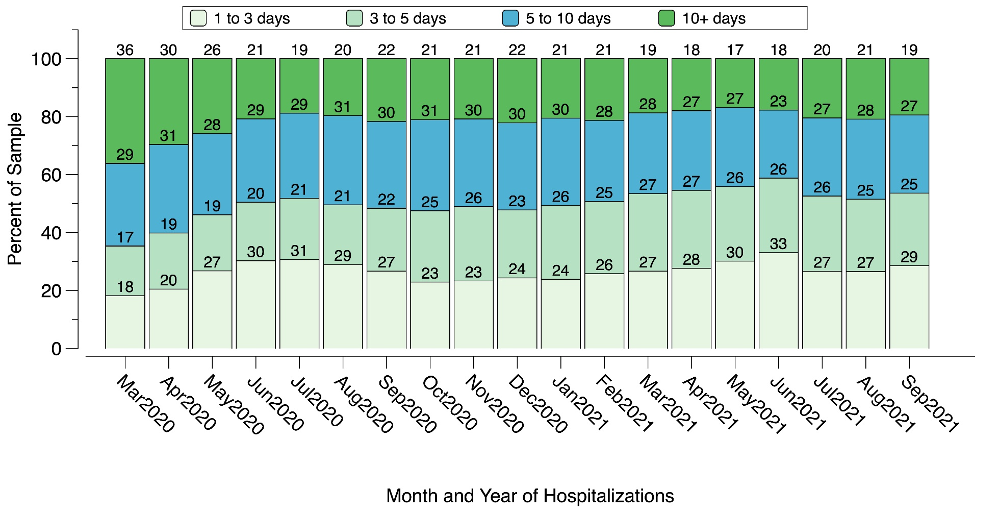 1 to 3 days 3 to 5 days 5 to 10 days 10+ days
36 30 26 21 19 20 22 21 21 22 21 21 19 18 17 18 20 21 19
29 31 28 29 29 31 30 31 30 30 30 28 28 27 27 23 27 28 27
17 19 19 20 21 21 22 25 26 23 26 25 27 27 26 26 26 25 25
18 20 27 30 31 29 27 23 23 24 24 26 27 28 30 33 27 27 29
100
80
60
40
20
0
Percent of Sample
Mar2020 Apr2020 May2020 Jun2020 Jul2020 Aug2020 Sep2020 Oct2020 Nov2020 Dec2020 Jan2021 Feb2021 Mar2021 Apr2021 May2021 Jun2021 Jul2021 Aug2021 Sep2021
Month and Year of Hospitalizations